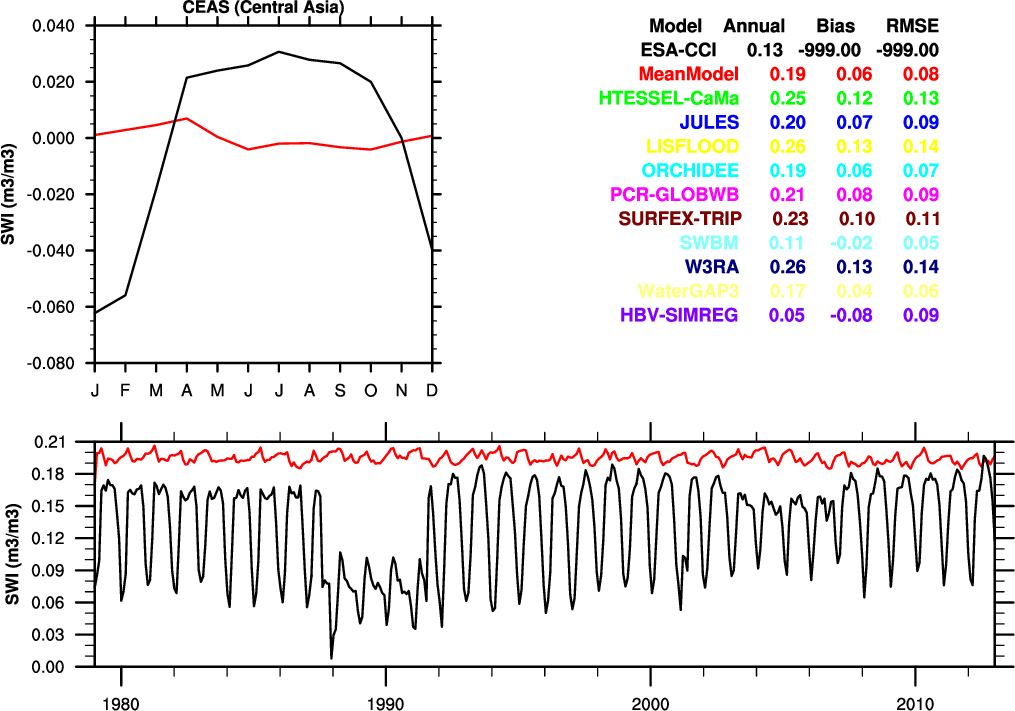 CEAS (Central Asia)
0.040
0.020
0.000
-0.020
-0.040
-0.060
-0.080
SWI (m3/m3)
J F M A M J J A S O N D
Model Annual Bias RMSE
ESA-CCI 0.13 -999.00 -999.00
MeanModel 0.19 0.06 0.08
HTESSEL-CaMa 0.25 0.12 0.13
JULES 0.20 0.07 0.09
LISFLOOD 0.26 0.13 0.14
ORCHIDEE 0.19 0.06 0.07
PCR-GLOBWB 0.21 0.08 0.09
SURFEX-TRIP 0.23 0.10 0.11
SWBM 0.11 -0.02 0.05
W3RA 0.26 0.13 0.14
WaterGAP3 0.17 0.04 0.06
HBV-SIMREG 0.05 -0.08 0.09
0.21
0.18
0.15
0.12
0.09
0.06
0.03
0.00
SWI (m3/m3)
1980 1990 2000 2010